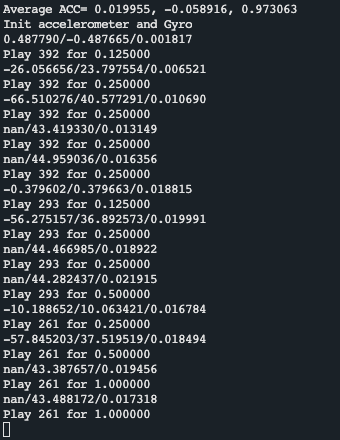 Average ACC= 0.019955, -0.058916, 0.973063
Init accelerometer and Gyro
0.487790/-0.487665/0.001817
Play 392 for 0.125000
-26.056656/23.797554/0.006521
Play 392 for 0.250000
-66.510276/40.577291/0.010690
Play 392 for 0.250000
nan/43.419330/0.013149
Play 392 for 0.250000
nan/44.959036/0.016356
Play 392 for 0.250000
-0.379602/0.379663/0.018815
Play 293 for 0.125000
-56.275157/36.892573/0.019991
Play 293 for 0.250000
nan/44.466985/0.018922
Play 293 for 0.250000
nan/44.282437/0.021915
Play 293 for 0.500000
-10.188652/10.063421/0.016784
Play 261 for 0.250000
-57.845203/37.519519/0.018494
Play 261 for 0.500000
nan/43.387657/0.019456
Play 261 for 1.000000
nan/43.488172/0.017318
Play 261 for 1.000000